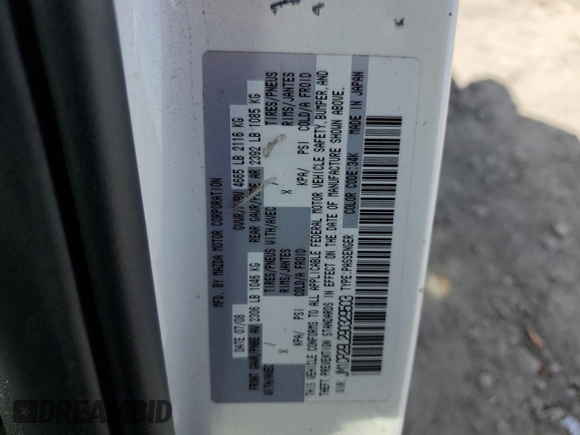 MFD. BY MAZDA MOTOR CORPORATION
DATE 07/08 GVWR/ 4665 LB 2116 KG
FRONT GAWR/PNBE AV 2306 LB 1046 KG REAR GAWR/PNBE AR 2392 LB 1085 KG
WITH/AVEC TIRES/PNEUS WITH/AVEC TIRES/PNEUS
/ RIMS/JANTES / RIMS/JANTES
X X
KPA/ PSI COLD/A FROID KPA/ PSI COLD/A FROID
THIS VEHICLE CONFORMS TO ALL APPLICABLE FEDERAL MOTOR VEHICLE SAFETY, BUMPER, AND
THEFT PREVENTION STANDARDS IN EFFECT ON THE DATE OF MANUFACTURE SHOWN ABOVE.
VIN: TYPE:PASSENGER COLOR CODE:34K MADE IN JAPAN
© RideSafely